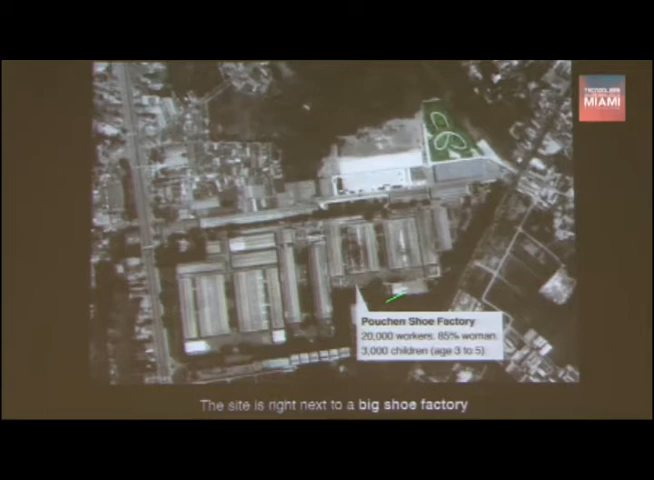 MIAMI
Pouchen Shoe Factory
20,000 workers. 85% woman.
3,000 children (age 3 to 5)
The site is right next to a big shoe factory